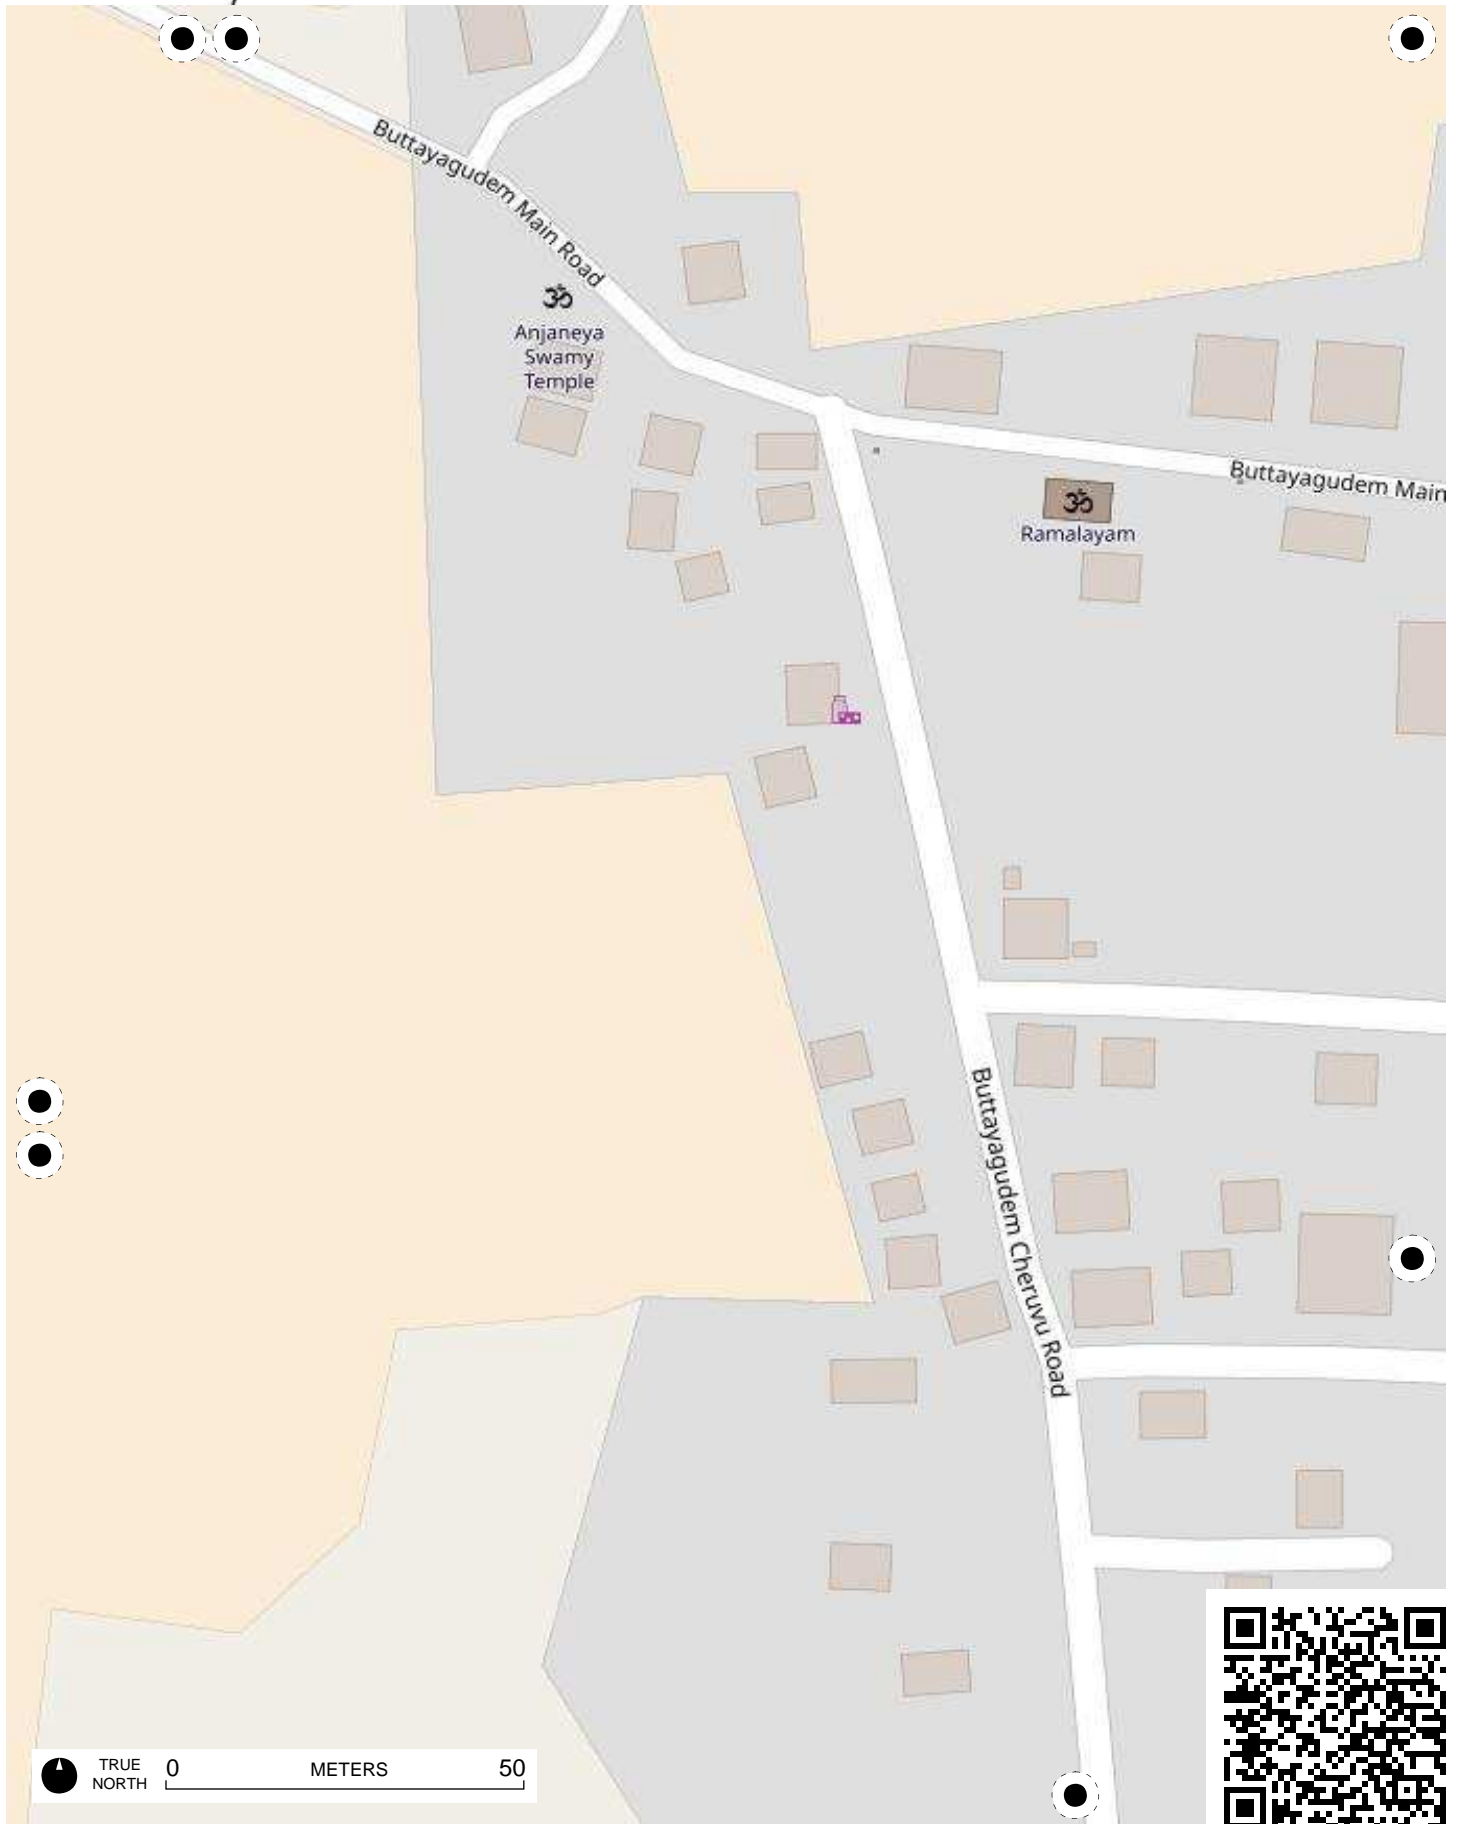 Buttayagudem Main Road
Anjaneya
Swamy
Temple
Buttayagudem Main
ॐ
ॐ
Ramalayam
Buttayagudem Cheruvu Road
TRUE
NORTH
0 METERS 50